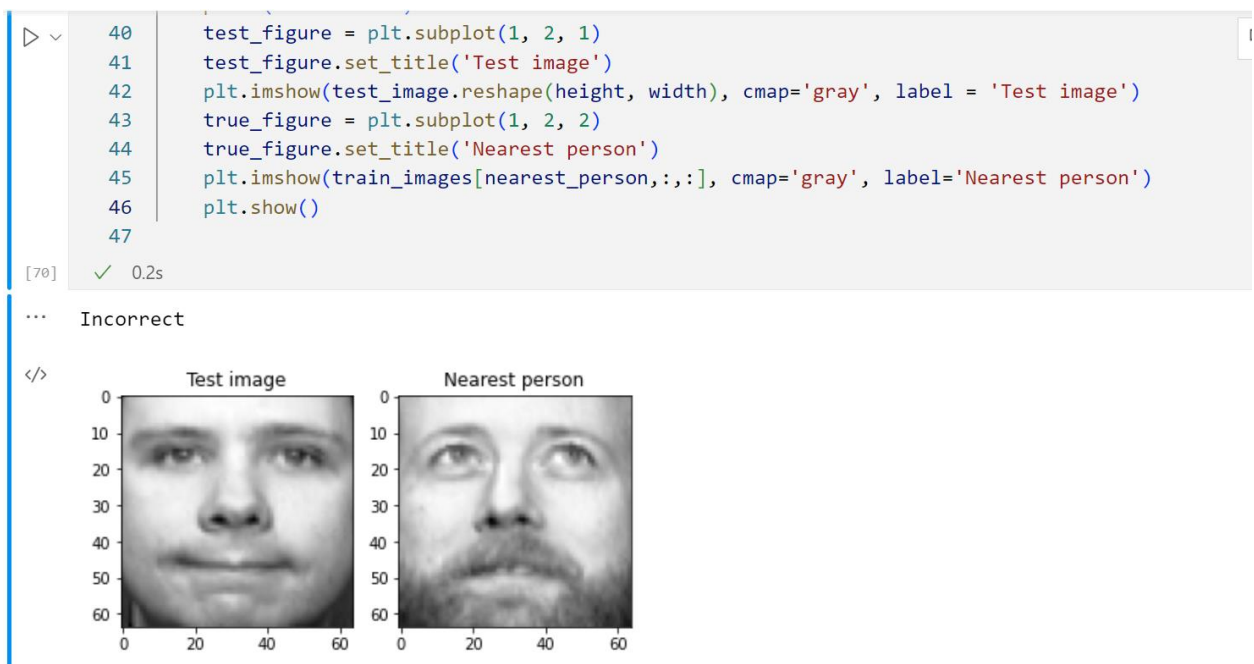 40 test_figure = plt.subplot(1, 2, 1)
41 test_figure.set_title('Test image')
42 plt.imshow(test_image.reshape(height, width), cmap='gray', label = 'Test image')
43 true_figure = plt.subplot(1, 2, 2)
44 true_figure.set_title('Nearest person')
45 plt.imshow(train_images[nearest_person,:,:], cmap='gray', label='Nearest person')
46 plt.show()
47
[70] ✓ 0.2s
... Incorrect
</>
Test image Nearest person
0 0
10 10
20 20
30 30
40 40
50 50
60 60
0 20 40 60 0 20 40 60